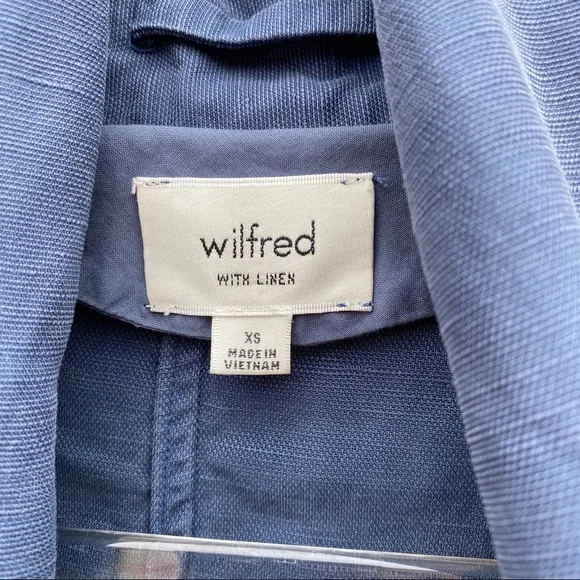 wilfred
WITH LINEN
XS
MADE IN
VIETNAM